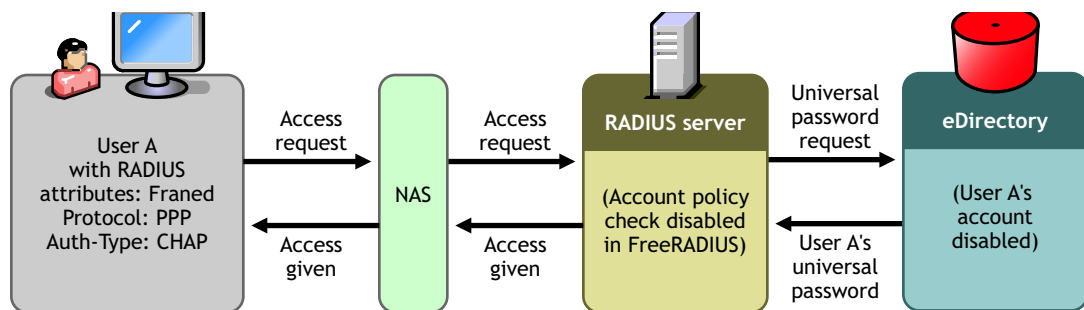 User A
with RADIUS
attributes: Franed
Protocol: PPP
Auth-Type: CHAP
Access
request
Access
given
NAS
Access
request
Access
given
RADIUS server
(Account policy
check disabled
in FreeRADIUS)
Universal
password
request
User A's
universal
password
eDirectory
(User A's
account
disabled)